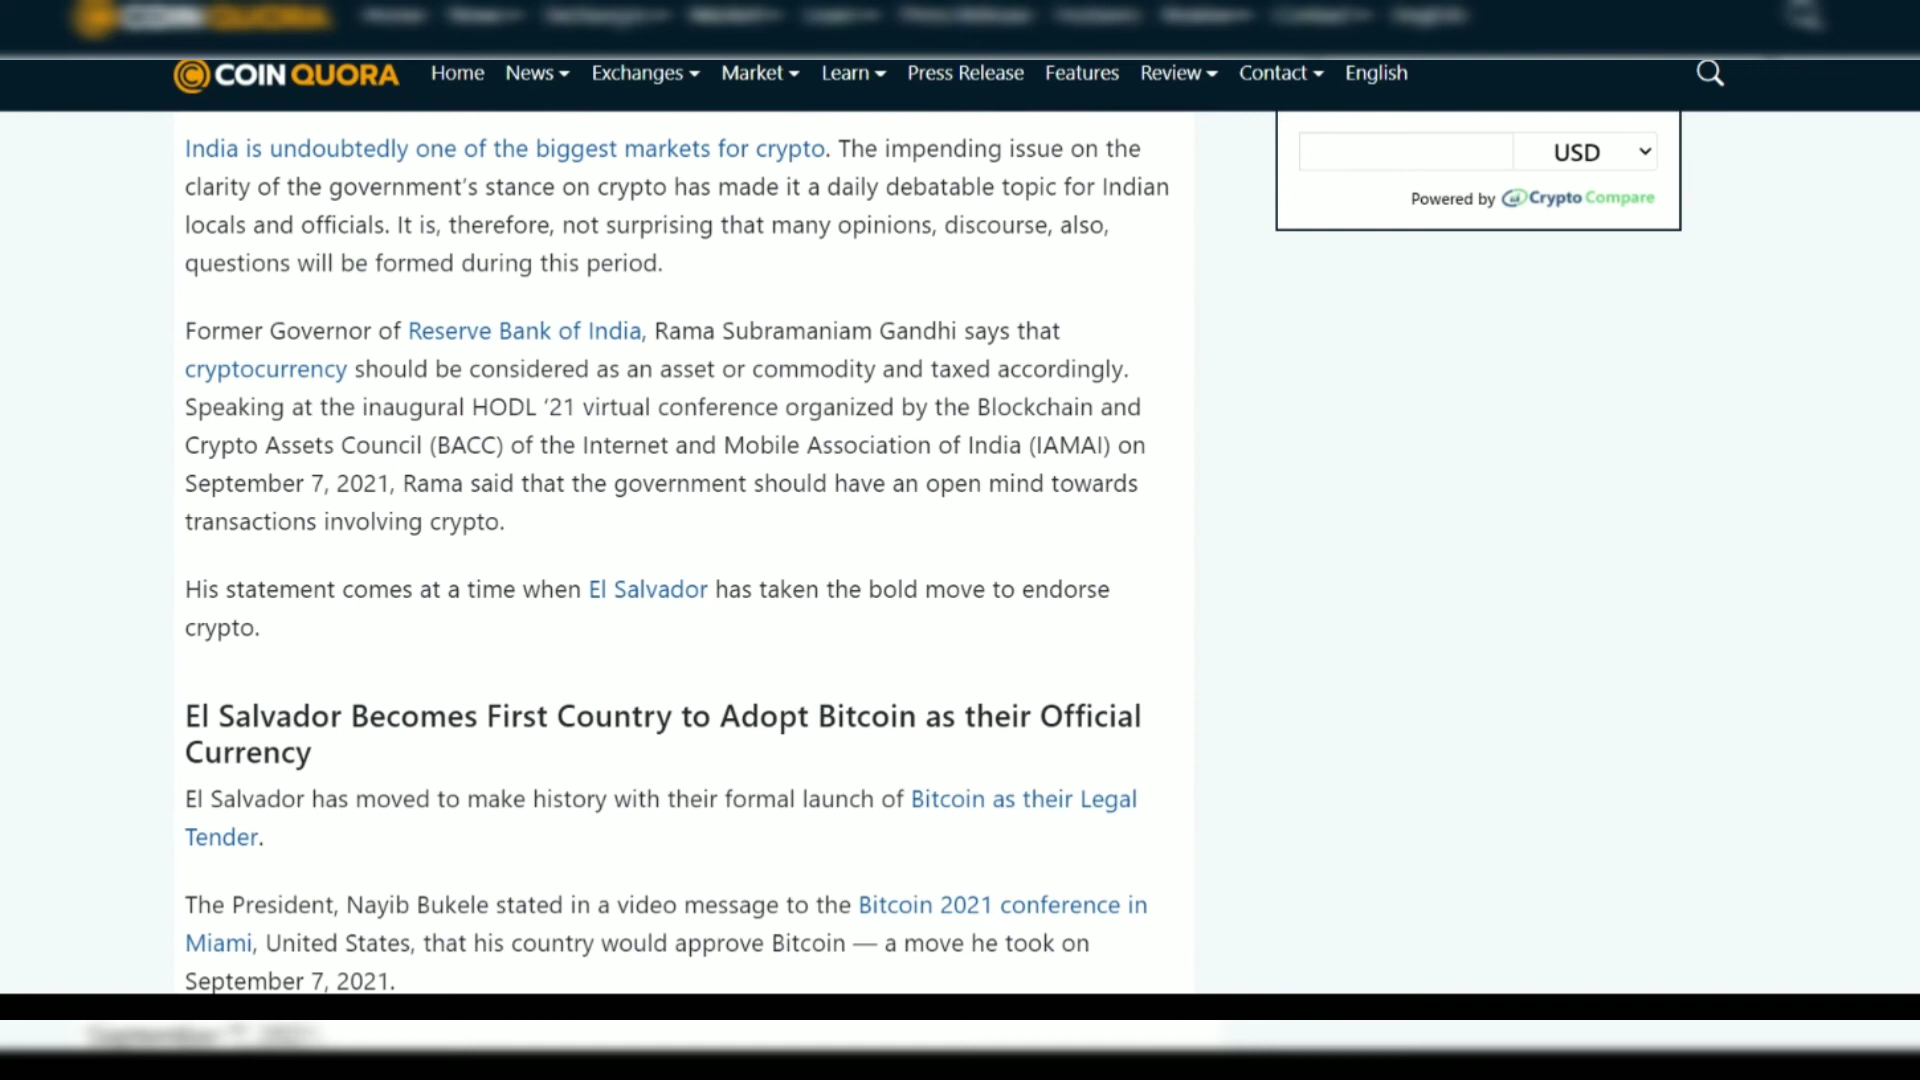 COIN QUORA
COIN QUORA Home News Exchanges Market Learn Press Release Features Review Contact English
India is undoubtedly one of the biggest markets for crypto. The impending issue on the
clarity of the government's stance on crypto has made it a daily debatable topic for Indian
locals and officials. It is, therefore, not surprising that many opinions, discourse, also,
questions will be formed during this period.
Former Governor of Reserve Bank of India, Rama Subramaniam Gandhi says that
cryptocurrency should be considered as an asset or commodity and taxed accordingly.
Speaking at the inaugural HODL '21 virtual conference organized by the Blockchain and
Crypto Assets Council (BACC) of the Internet and Mobile Association of India (IAMAI) on
September 7, 2021, Rama said that the government should have an open mind towards
transactions involving crypto.
His statement comes at a time when El Salvador has taken the bold move to endorse
crypto.
El Salvador Becomes First Country to Adopt Bitcoin as their Official
Currency
El Salvador has moved to make history with their formal launch of Bitcoin as their Legal
Tender.
The President, Nayib Bukele stated in a video message to the Bitcoin 2021 conference in
Miami, United States, that his country would approve Bitcoin — a move he took on
September 7, 2021.
USD
Powered by CryptoCompare